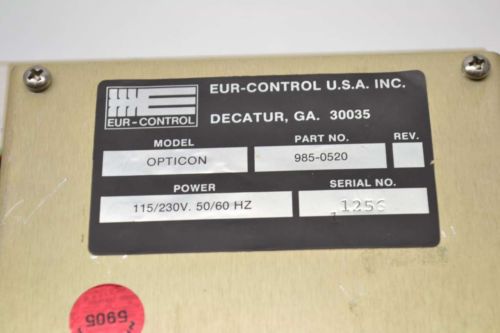 EUR-CONTROL U.S.A. INC.
EUR-CONTROL
DECATUR, GA. 30035
MODEL
PART NO.
REV.
OPTICON
985-0520
POWER
SERIAL NO.
115/230V. 50/60 HZ
5905